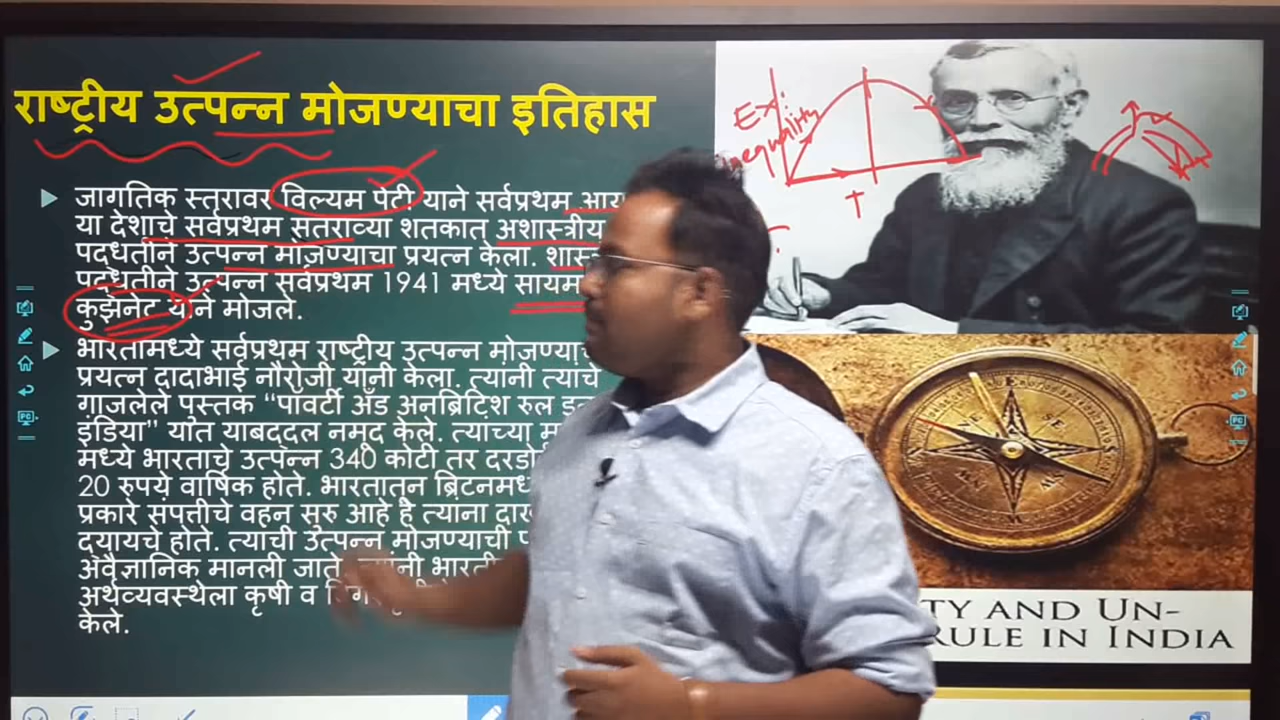 राष्ट्रीय उत्पन्न मोजण्याचा इतिहास
जागतिक स्तरावर विल्यम पेटी याने सर्वप्रथम
या देशाचे सर्वप्रथम सतराव्या शतकात अशास्त्रीय
पद्धतीने उत्पन्न मोजण्याचा प्रयत्न केला.
पद्धतीने उत्पन्न सर्वप्रथम 1941 मध्ये
कुझनेट याने मोजले.
भारतामध्ये सर्वप्रथम राष्ट्रीय उत्पन्न
प्रयत्न दादाभाई नौरोजी यांनी केला. त्यांनी त्यांचे
गाजलेले पुस्तक “पॉवर्टी अँड अनब्रिटिश रुल
इंडिया” यात याबद्दल नमूद केले. त्यांच्या
मध्ये भारताचे उत्पन्न 340 कोटी तर
20 रुपये वार्षिक होते. भारतातून
प्रकारे संपतीचे वहन सुरु आहे हे त्यांना
दयायचे होते. त्याची उत्पन्न मोजण्याची
अवैज्ञानिक मानली जाते.
अर्थव्यवस्थेला कृषी व
केले.
Inequality
T
TY AND UN-
RULE IN INDIA